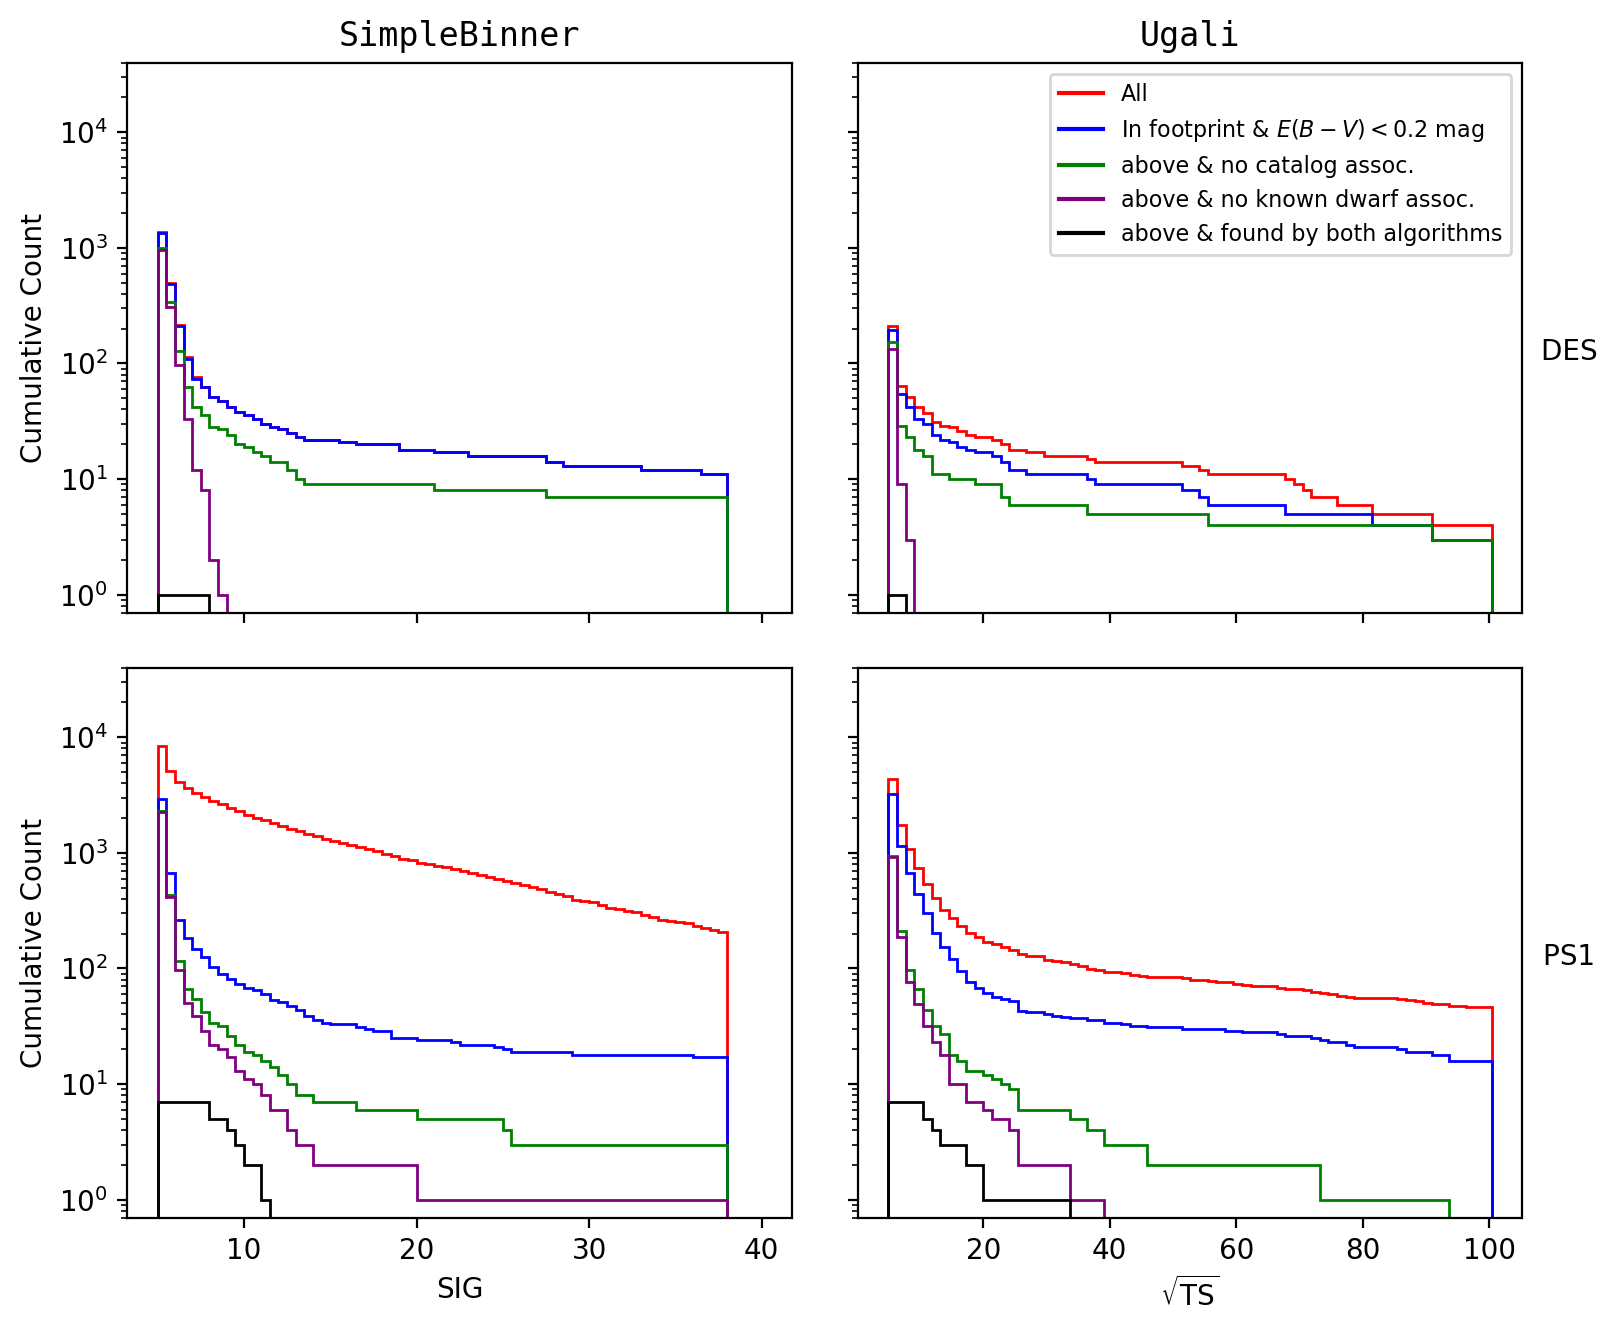 SimpleBinner
Ugali
All
In footprint & E(B − V) < 0.2 mag
above & no catalog assoc.
above & no known dwarf assoc.
above & found by both algorithms
Cumulative Count
10⁴
10³
10²
10¹
10⁰
DES
Cumulative Count
10⁴
10³
10²
10¹
10⁰
PS1
10 20 30 40
20 40 60 80 100
SIG
√TS